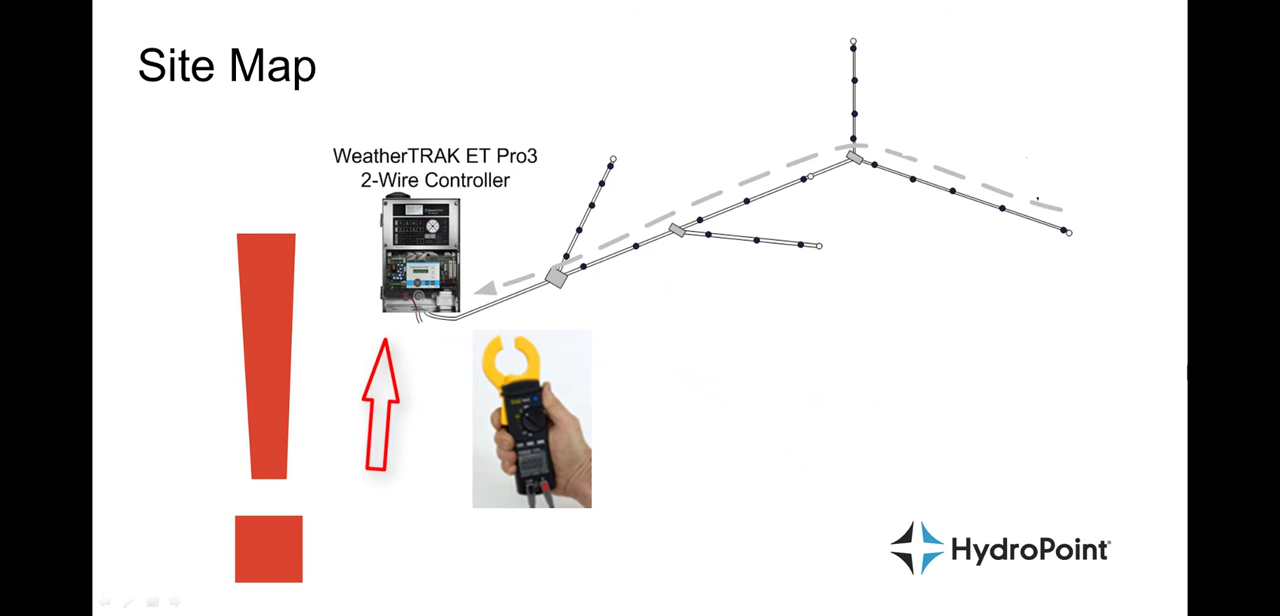 Site Map
WeatherTRAK ET Pro3
2-Wire Controller
HydroPoint